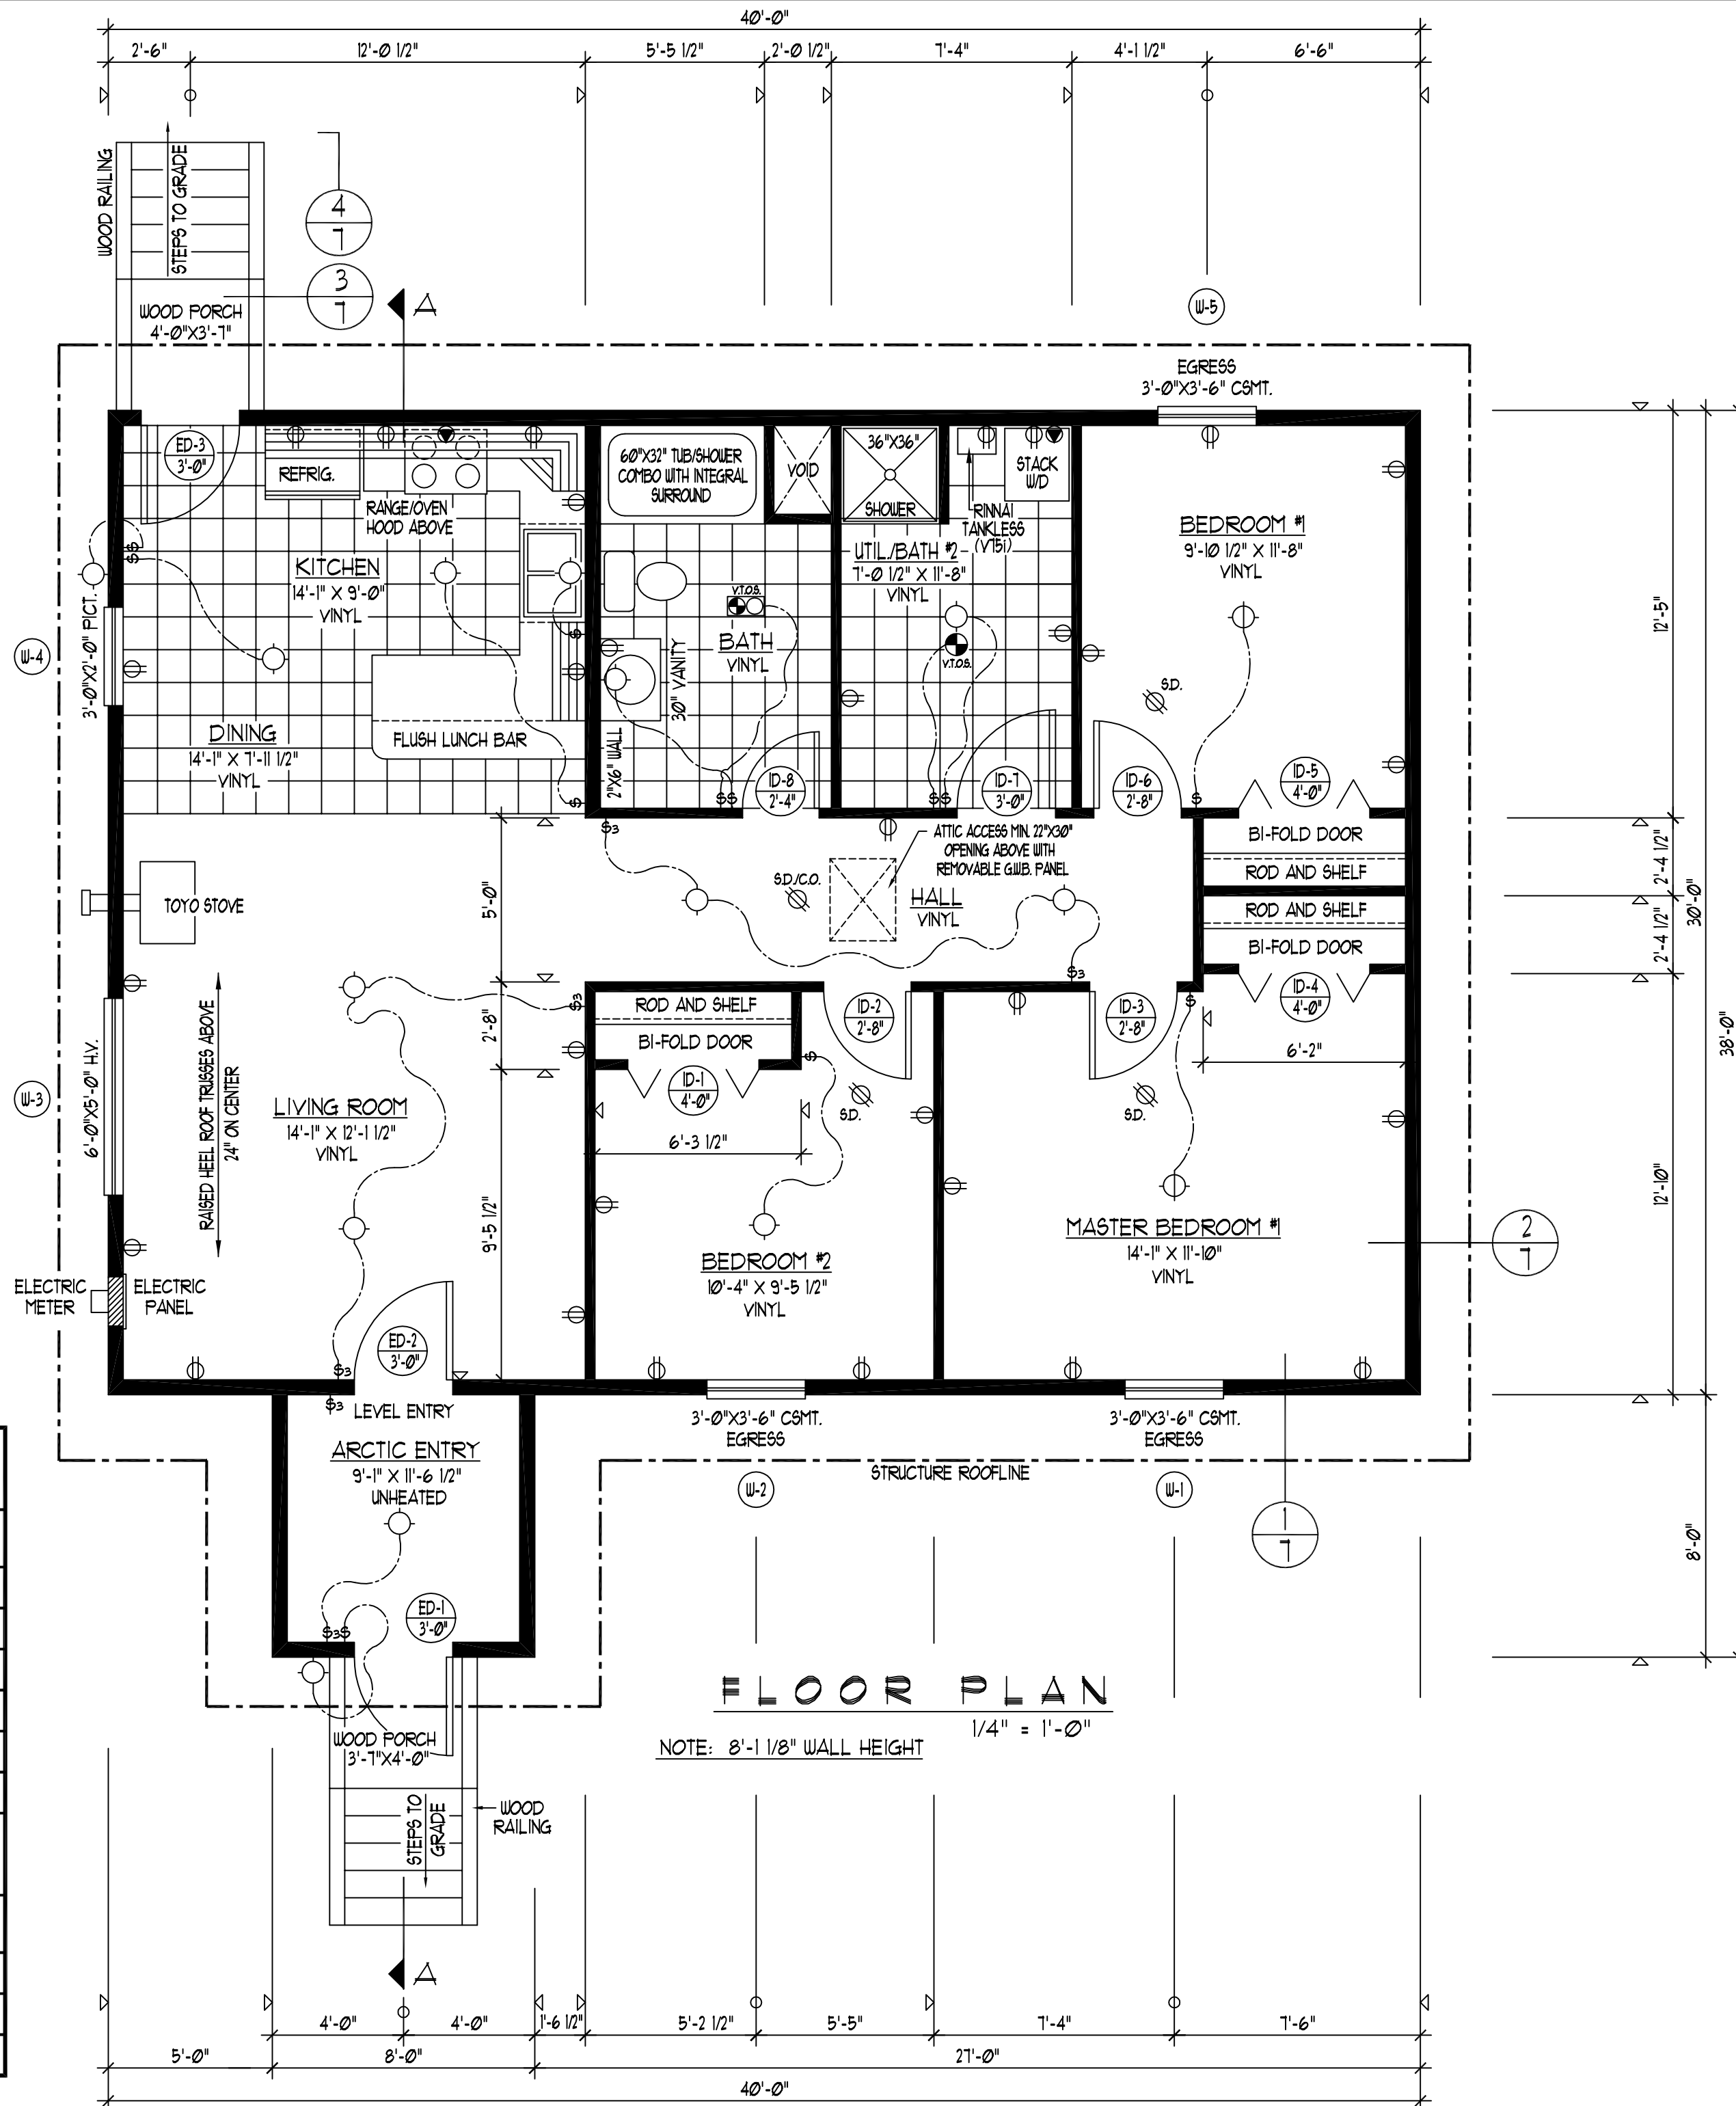 40'-0"
2'-6" 12'-0 1/2" 5'-5 1/2" 2'-0 1/2" 7'-4" 4'-1 1/2" 6'-6"
WOOD RAILING
STEPS TO GRADE
4
7
3
7
A
WOOD PORCH
4'-0"X3'-7"
W-5
EGRESS
3'-0"X3'-6" CSMT.
ED-3
3'-0"
REFRIG.
RANGE/OVEN
HOOD ABOVE
60"X32" TUB/SHOWER
COMBO WITH INTEGRAL
SURROUND
VOID
36"X36"
SHOWER
STACK
W/D
RINNAI
TANKLESS
(V75i)
BEDROOM #1
9'-10 1/2" X 11'-8"
VINYL
KITCHEN
14'-1" X 9'-0"
VINYL
UTIL./BATH #2
7'-0 1/2" X 11'-8"
VINYL
$$
$
V.T.O.S.
BATH
VINYL
V.T.O.S.
30" VANITY
S.D.
W-4
3'-0"X2'-0" PICT.
12'-5"
DINING
14'-1" X 7'-11 1/2"
VINYL
FLUSH LUNCH BAR
2"X6" WALL
$
$$
ID-8
2'-4"
$$
ID-7
3'-0"
ID-6
2'-8"
$
ID-5
4'-0"
$3
ATTIC ACCESS MIN. 22"X30"
OPENING ABOVE WITH
REMOVABLE G.W.B. PANEL
BI-FOLD DOOR
ROD AND SHELF
2'-4 1/2"
S.D./C.O.
HALL
VINYL
TOYO STOVE
5'-0"
ROD AND SHELF
BI-FOLD DOOR
2'-4 1/2"
30'-0"
38'-0"
$3
$3
$
ID-4
4'-0"
ROD AND SHELF
BI-FOLD DOOR
ID-2
2'-8"
ID-3
2'-8"
2'-8"
6'-2"
$
ID-1
4'-0"
S.D.
S.D.
6'-3 1/2"
W-3
6'-0"X5'-0" H.V.
RAISED HEEL ROOF TRUSSES ABOVE
24" ON CENTER
LIVING ROOM
14'-1" X 12'-1 1/2"
VINYL
9'-5 1/2"
12'-10"
BEDROOM #2
10'-4" X 9'-5 1/2"
VINYL
MASTER BEDROOM #1
14'-1" X 11'-10"
VINYL
2
7
ELECTRIC
METER
ELECTRIC
PANEL
ED-2
3'-0"
$3
$3
LEVEL ENTRY
3'-0"X3'-6" CSMT.
EGRESS
3'-0"X3'-6" CSMT.
EGRESS
STRUCTURE ROOFLINE
ARCTIC ENTRY
9'-1" X 11'-6 1/2"
UNHEATED
W-2
W-1
1
7
8'-0"
ED-1
3'-0"
$3$
FLOOR PLAN
1/4" = 1'-0"
NOTE: 8'-1 1/8" WALL HEIGHT
WOOD PORCH
3'-7"X4'-0"
STEPS TO
GRADE
WOOD
RAILING
A
4'-0" 4'-0" 1'-6 1/2" 5'-2 1/2" 5'-5" 7'-4" 7'-6"
5'-0" 8'-0" 27'-0"
40'-0"